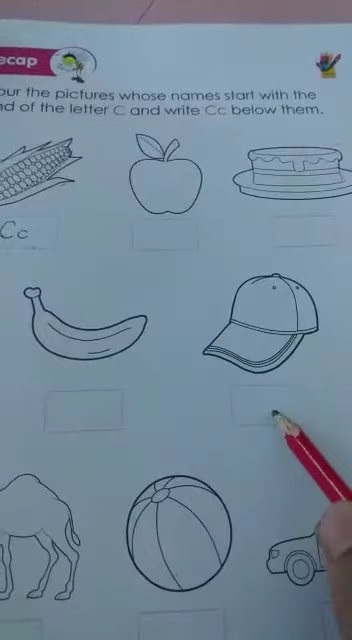 ecap
our the pictures whose names start with the
nd of the letter C and write Cc below them.
Cc